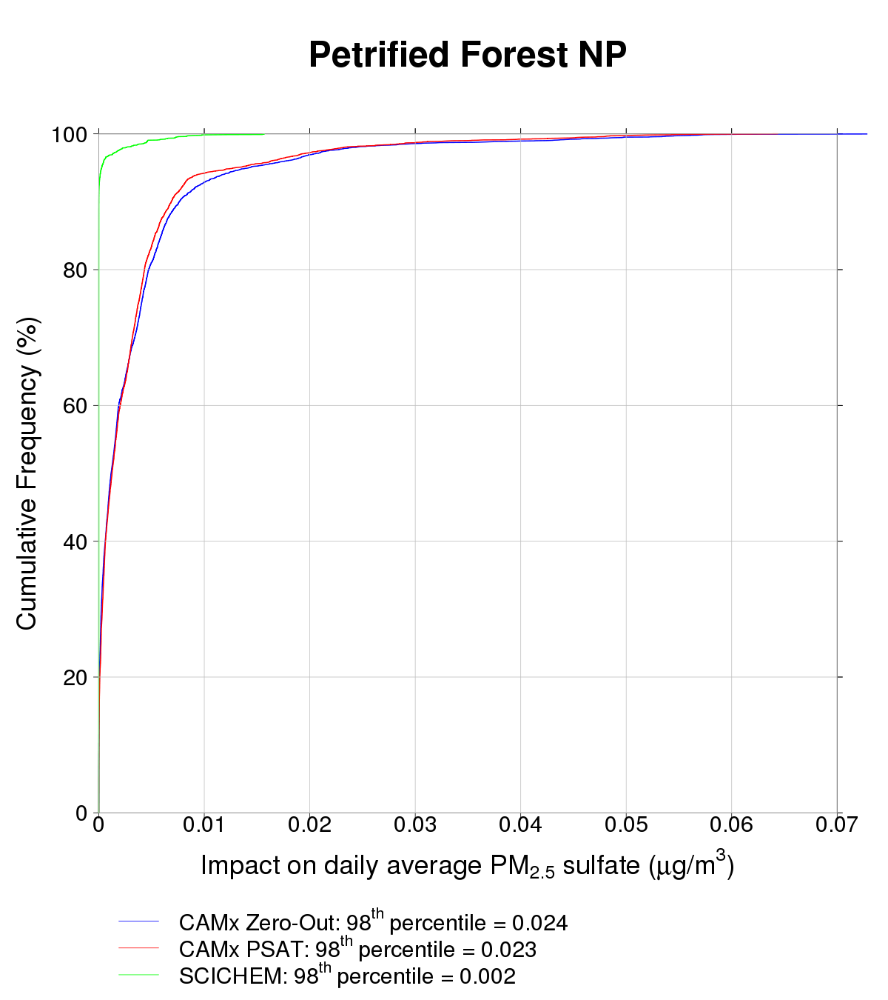 Petrified Forest NP
100
80
60
40
20
0
Cumulative Frequency (%)
0 0.01 0.02 0.03 0.04 0.05 0.06 0.07
Impact on daily average PM2.5 sulfate (μg/m3)
CAMx Zero-Out: 98th percentile = 0.024
CAMx PSAT: 98th percentile = 0.023
SCICHEM: 98th percentile = 0.002